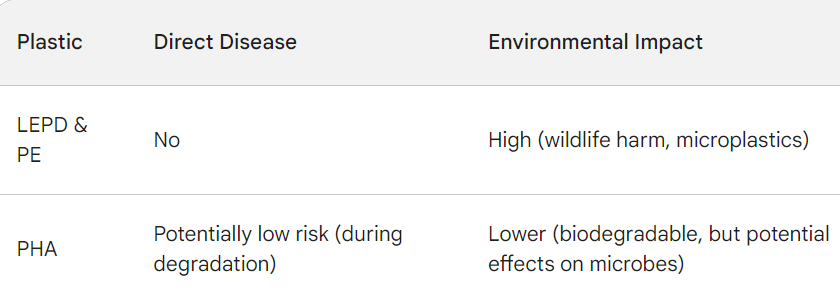 Plastic Direct Disease Environmental Impact
LEPD &
PE
No
High (wildlife harm, microplastics)
PHA
Potentially low risk (during
degradation)
Lower (biodegradable, but potential
effects on microbes)